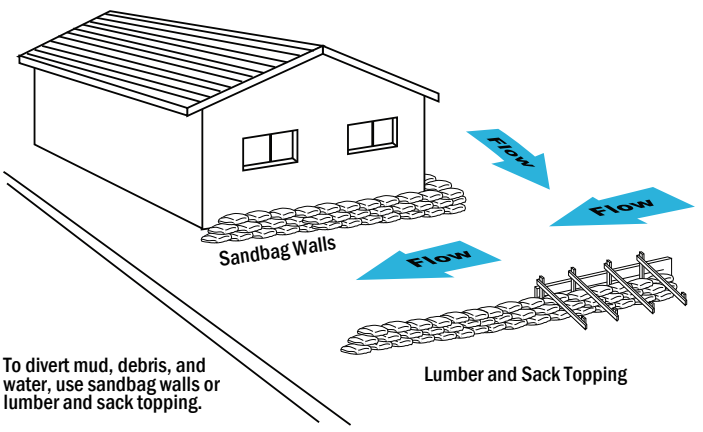 Flow
Flow
Flow
Sandbag Walls
Lumber and Sack Topping
To divert mud, debris, and
water, use sandbag walls or
lumber and sack topping.